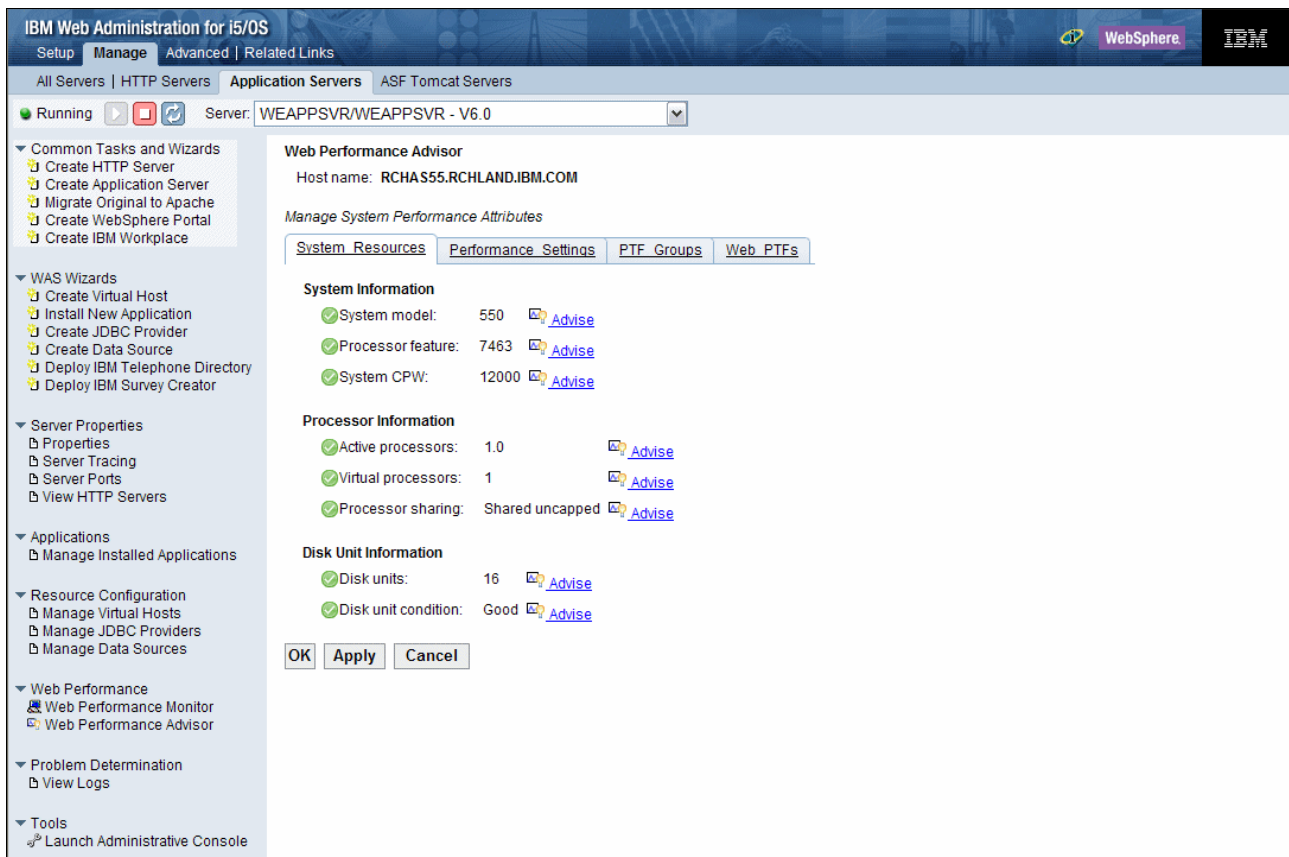 IBM Web Administration for i5/OS
Setup Manage Advanced | Related Links
WebSphere. IBM
All Servers | HTTP Servers Application Servers ASF Tomcat Servers
Running Server: WEAPPSVR/WEAPPSVR - V6.0
Common Tasks and Wizards
Create HTTP Server
Create Application Server
Migrate Original to Apache
Create WebSphere Portal
Create IBM Workplace
WAS Wizards
Create Virtual Host
Install New Application
Create JDBC Provider
Create Data Source
Deploy IBM Telephone Directory
Deploy IBM Survey Creator
Server Properties
Properties
Server Tracing
Server Ports
View HTTP Servers
Applications
Manage Installed Applications
Resource Configuration
Manage Virtual Hosts
Manage JDBC Providers
Manage Data Sources
Web Performance
Web Performance Monitor
Web Performance Advisor
Problem Determination
View Logs
Tools
Launch Administrative Console
Web Performance Advisor
Host name: RCHAS55.RCHLAND.IBM.COM
Manage System Performance Attributes
System Resources Performance Settings PTF Groups Web PTFs
System Information
System model: 550 Advise
Processor feature: 7463 Advise
System CPW: 12000 Advise
Processor Information
Active processors: 1.0 Advise
Virtual processors: 1 Advise
Processor sharing: Shared uncapped Advise
Disk Unit Information
Disk units: 16 Advise
Disk unit condition: Good Advise
OK Apply Cancel